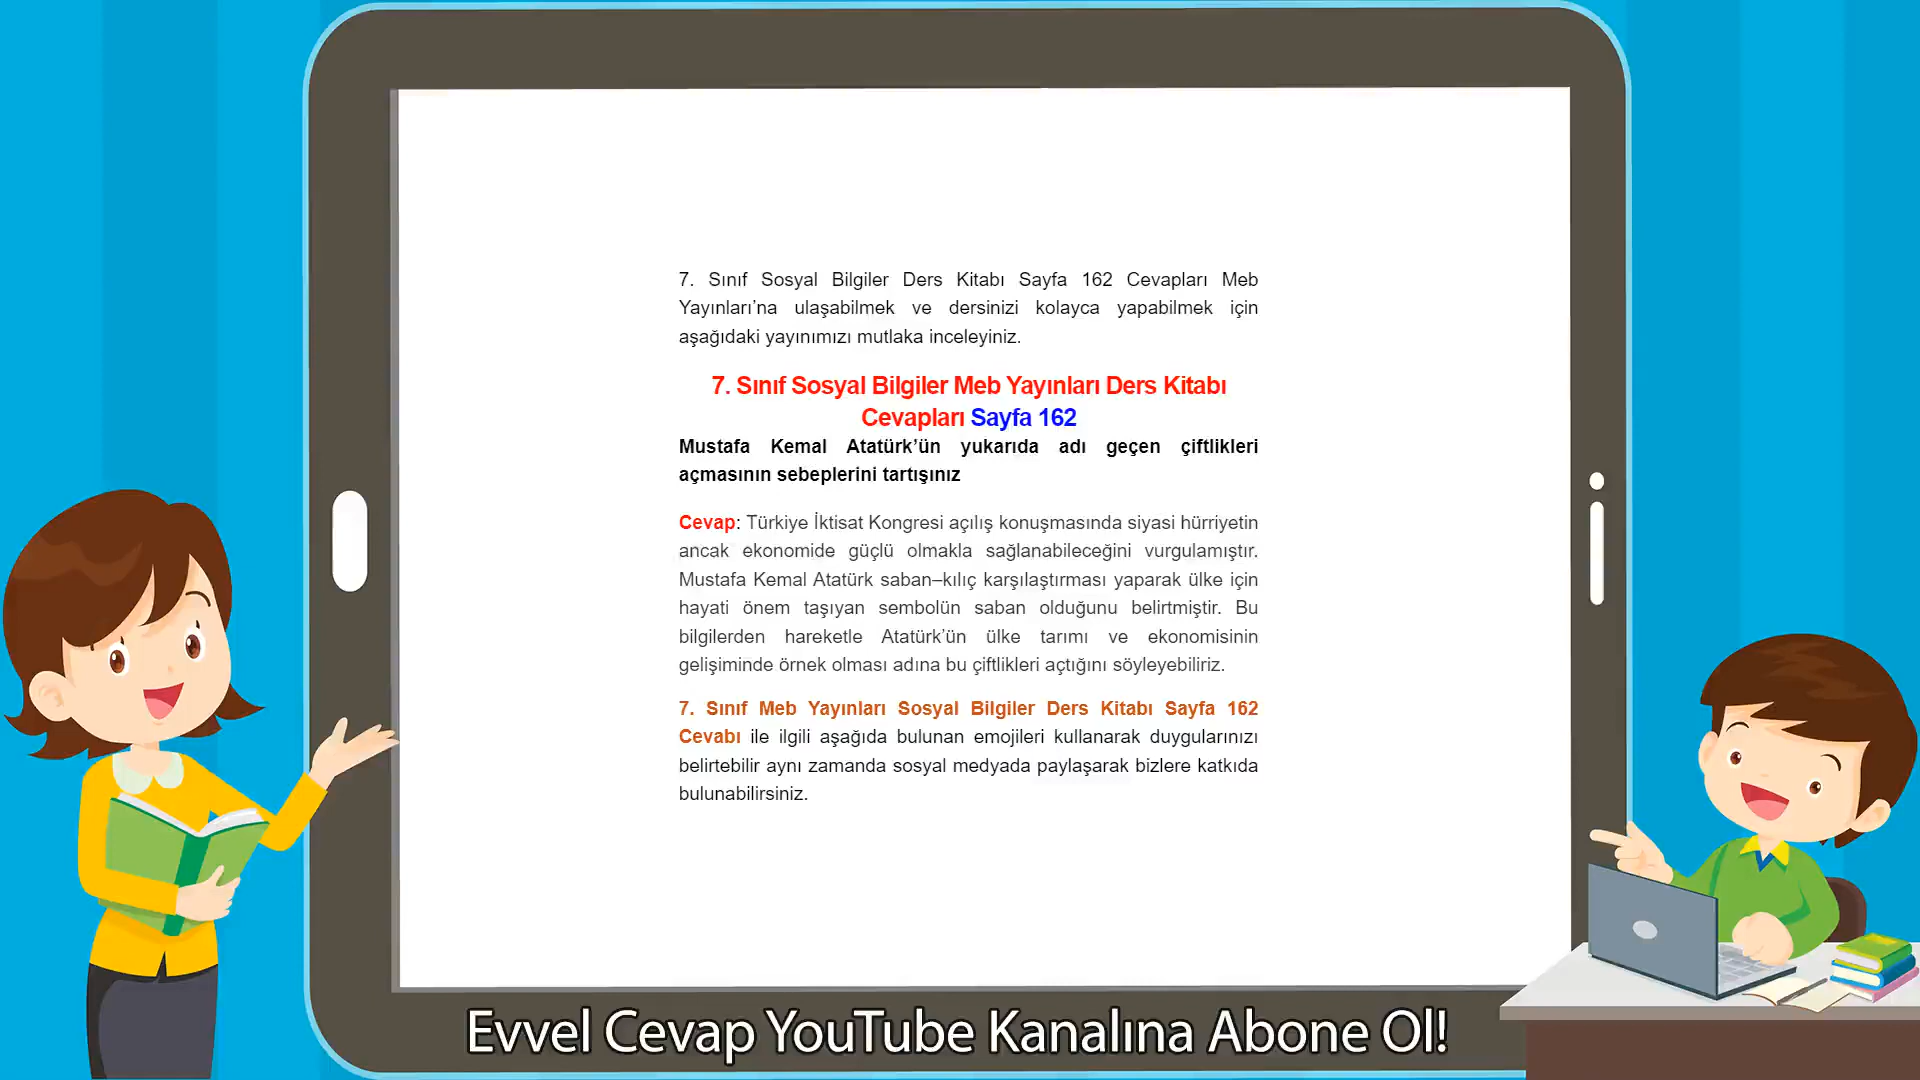 7. Sınıf Sosyal Bilgiler Ders Kitabı Sayfa 162 Cevapları Meb
Yayınları’na ulaşabilmek ve dersinizi kolayca yapabilmek için
aşağıdaki yayınımızı mutlaka inceleyiniz.
7. Sınıf Sosyal Bilgiler Meb Yayınları Ders Kitabı
Cevapları Sayfa 162
Mustafa Kemal Atatürk’ün yukarıda adı geçen çiftlikleri
açmasının sebeplerini tartışınız
Cevap: Türkiye İktisat Kongresi açılış konuşmasında siyasi hürriyetin
ancak ekonomide güçlü olmakla sağlanabileceğini vurgulamıştır.
Mustafa Kemal Atatürk saban–kılıç karşılaştırması yaparak ülke için
hayati önem taşıyan sembolün saban olduğunu belirtmiştir. Bu
bilgilerden hareketle Atatürk’ün ülke tarımı ve ekonomisinin
gelişiminde örnek olması adına bu çiftlikleri açtığını söyleyebiliriz.
7. Sınıf Meb Yayınları Sosyal Bilgiler Ders Kitabı Sayfa 162
Cevabı ile ilgili aşağıda bulunan emojileri kullanarak duygularınızı
belirtebilir aynı zamanda sosyal medyada paylaşarak bizlere katkıda
bulunabilirsiniz.
Evvel Cevap YouTube Kanalına Abone Ol!